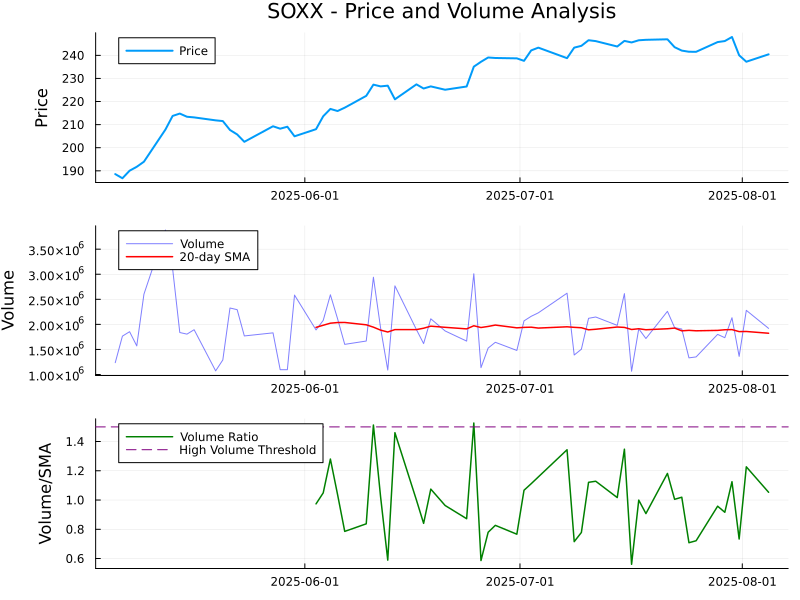 SOXX - Price and Volume Analysis
Price
240
230
220
210
200
190
Price
2025-06-01
2025-07-01
2025-08-01
Volume
3.50×10⁶
3.00×10⁶
2.50×10⁶
2.00×10⁶
1.50×10⁶
1.00×10⁶
Volume
20-day SMA
2025-06-01
2025-07-01
2025-08-01
Volume/SMA
1.4
1.2
1.0
0.8
0.6
Volume Ratio
High Volume Threshold
2025-06-01
2025-07-01
2025-08-01